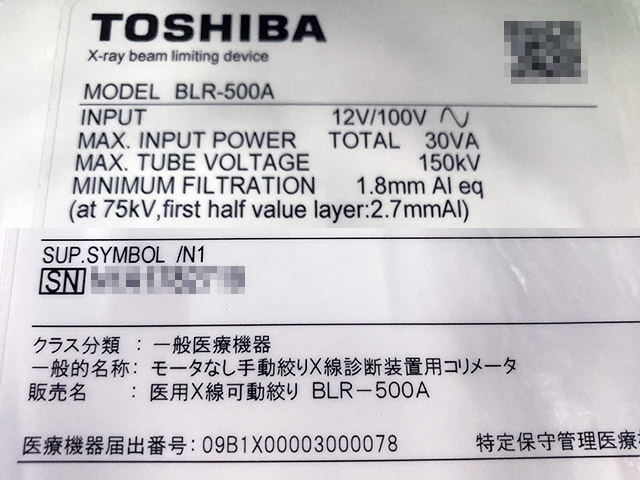 TOSHIBA
X-ray beam limiting device
MODEL BLR-500A
INPUT 12V/100V
MAX. INPUT POWER TOTAL 30VA
MAX. TUBE VOLTAGE 150kV
MINIMUM FILTRATION 1.8mm Al eq
(at 75kV,first half value layer:2.7mmAl)
SUP.SYMBOL /N1
SN
クラス分類 : 一般医療機器
一般的名称: モータなし手動絞りX線診断装置用コリメータ
販売名 : 医用X線可動絞り BLR-500A
医療機器届出番号: 09B1X00003000078 特定保守管理医療